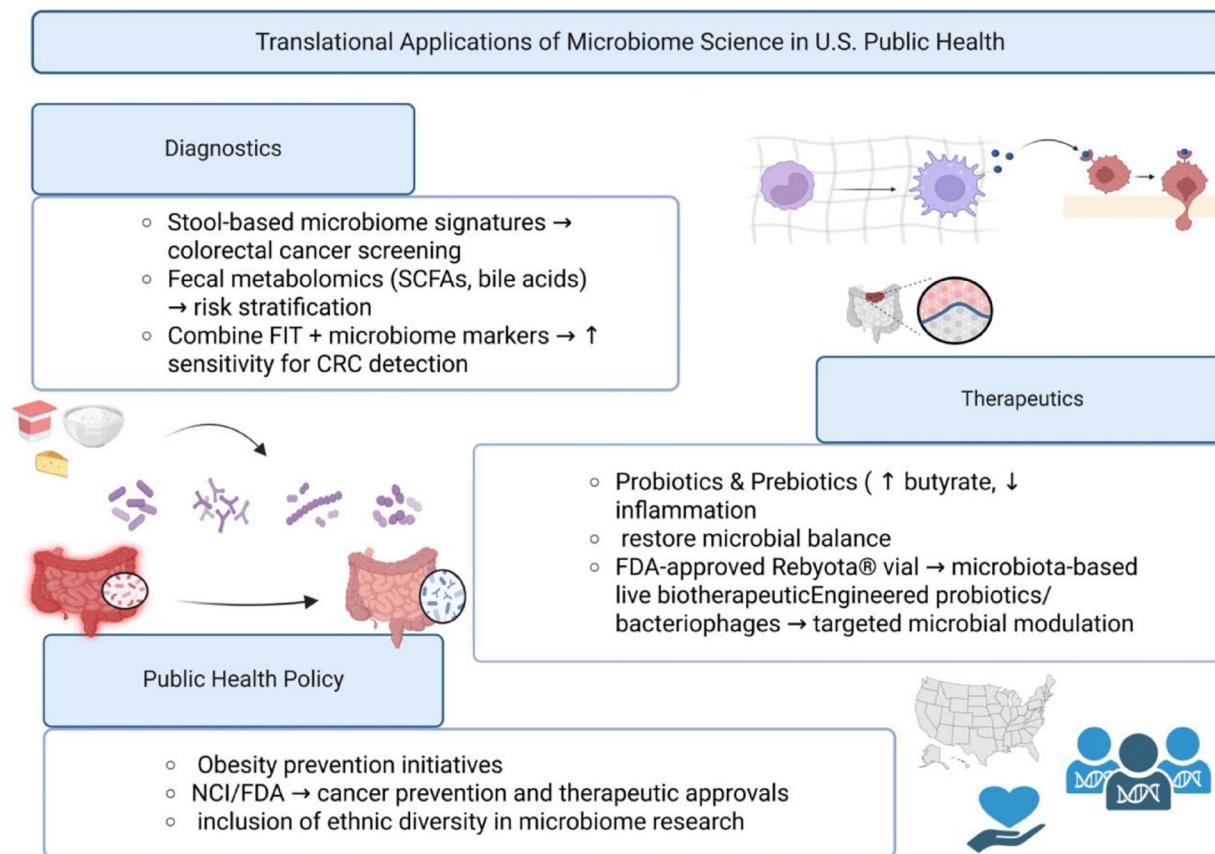 Translational Applications of Microbiome Science in U.S. Public Health
Diagnostics
○ Stool-based microbiome signatures →
colorectal cancer screening
○ Fecal metabolomics (SCFAs, bile acids)
→ risk stratification
○ Combine FIT + microbiome markers → ↑
sensitivity for CRC detection
Therapeutics
○ Probiotics & Prebiotics ( ↑ butyrate, ↓
inflammation
○ restore microbial balance
○ FDA-approved Rebyota® vial → microbiota-based
live biotherapeuticEngineered probiotics/
bacteriophages → targeted microbial modulation
Public Health Policy
○ Obesity prevention initiatives
○ NCI/FDA → cancer prevention and therapeutic approvals
○ inclusion of ethnic diversity in microbiome research